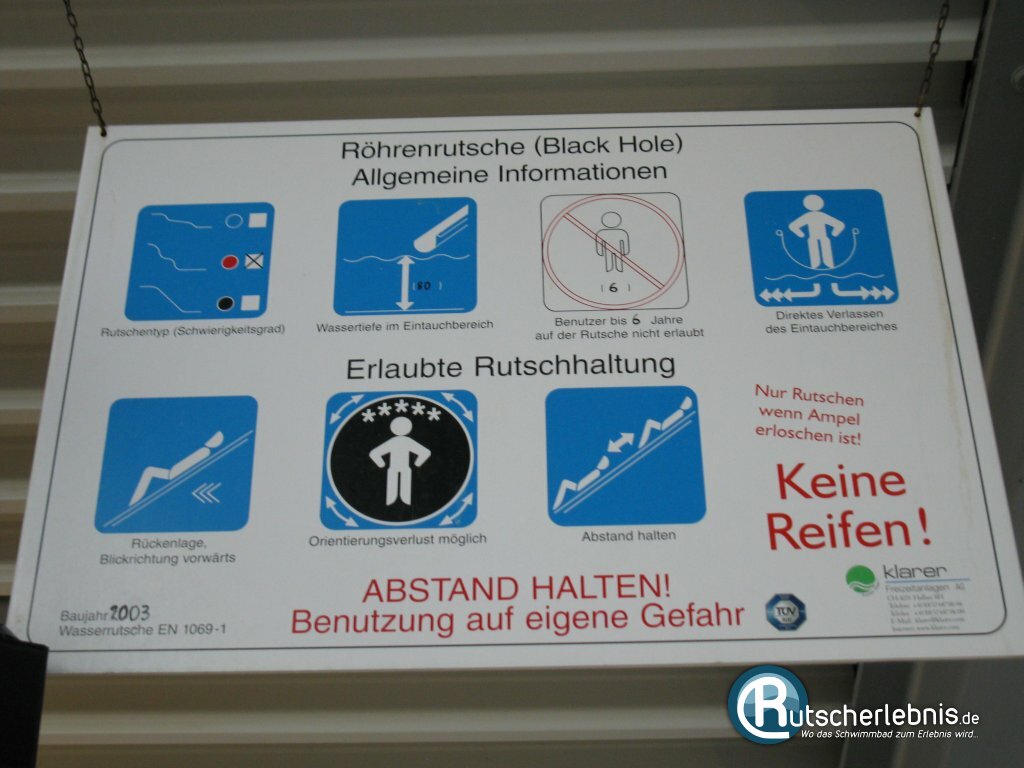 Röhrenrutsche (Black Hole)
Allgemeine Informationen
(80)
(6)
Rutschentyp (Schwierigkeitsgrad)
Wassertiefe im Eintauchbereich
Benutzer bis 6 Jahre
auf der Rutsche nicht erlaubt
Direktes Verlassen
des Eintauchbereiches
Erlaubte Rutschhaltung
Rückenlage,
Blickrichtung vorwärts
Orientierungsverlust möglich
Abstand halten
Nur Rutschen
wenn Ampel
erloschen ist!
Keine
Reifen!
ABSTAND HALTEN!
Benutzung auf eigene Gefahr
Baujahr 2003
Wasserrutsche EN 1069-1
TÜV
klarer
Freizeitanlagen AG
Rutscherlebnis.de
Wo das Schwimmbad zum Erlebnis wird...